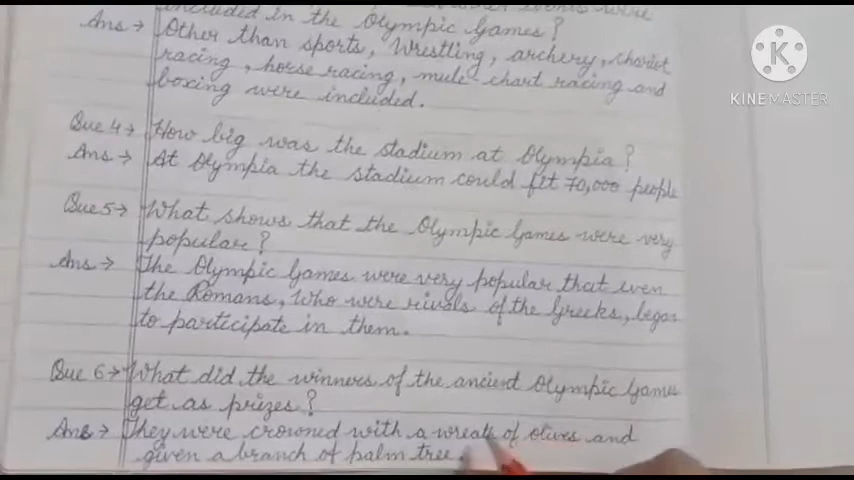 included in the Olympic Games?
Ans → Other than sports, Wrestling, archery, chariot
racing, horse racing, mule-chart racing and
boxing were included.
Que 4 → How big was the stadium at Olympia?
Ans → At Olympia the stadium could fit 70,000 people
Que 5 → What shows that the Olympic Games were very
popular?
Ans → The Olympic Games were very popular that even
the Romans, Who were rivals of the Greeks, began
to participate in them.
Que 6 → What did the winners of the ancient Olympic Games
get as prizes?
Ans → They were crowned with a wreath of olives and
given a branch of palm tree.
K
KINEMASTER